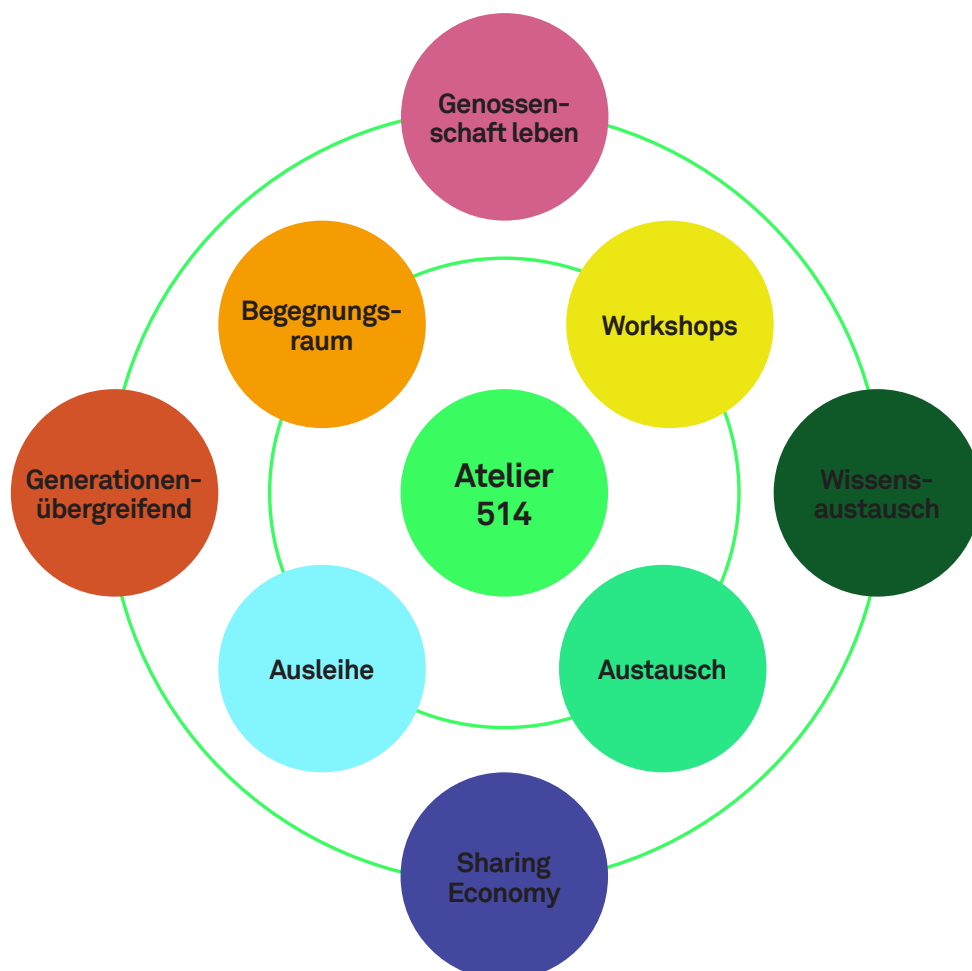 Genossen-
schaft leben
Begegnungs-
raum
Workshops
Generationen-
übergreifend
Atelier
514
Wissens-
austausch
Ausleihe
Austausch
Sharing
Economy